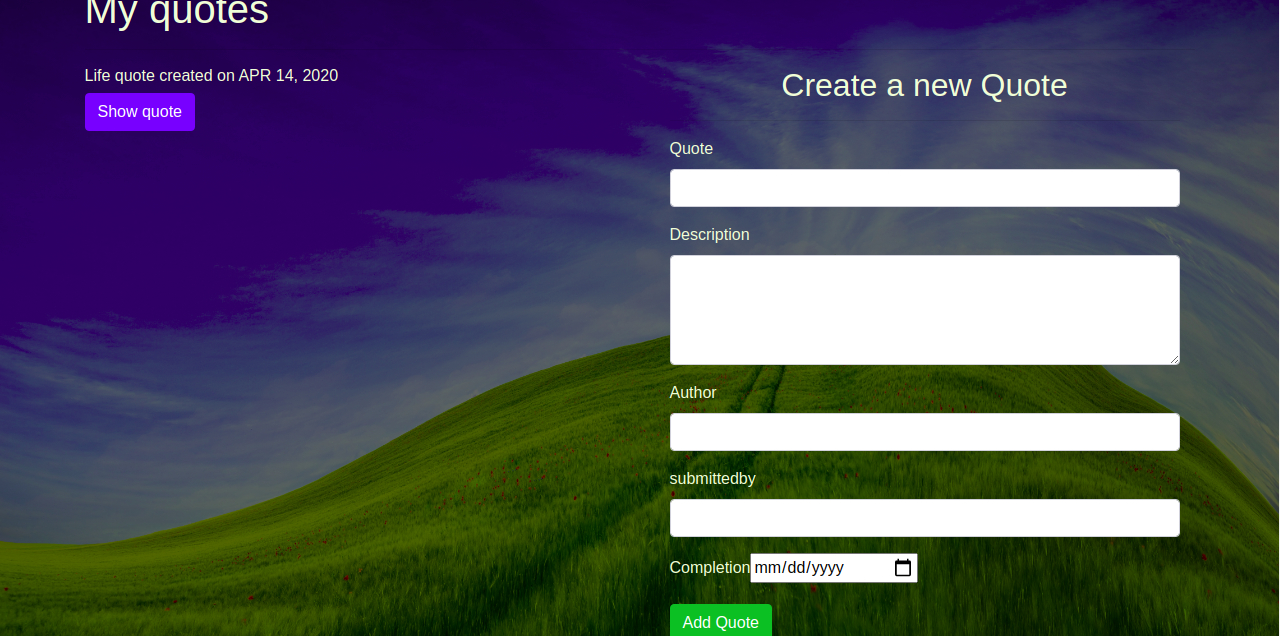 My quotes
Life quote created on APR 14, 2020
Show quote
Create a new Quote
Quote
Description
Author
submittedby
Completion mm/dd/yyyy
Add Quote